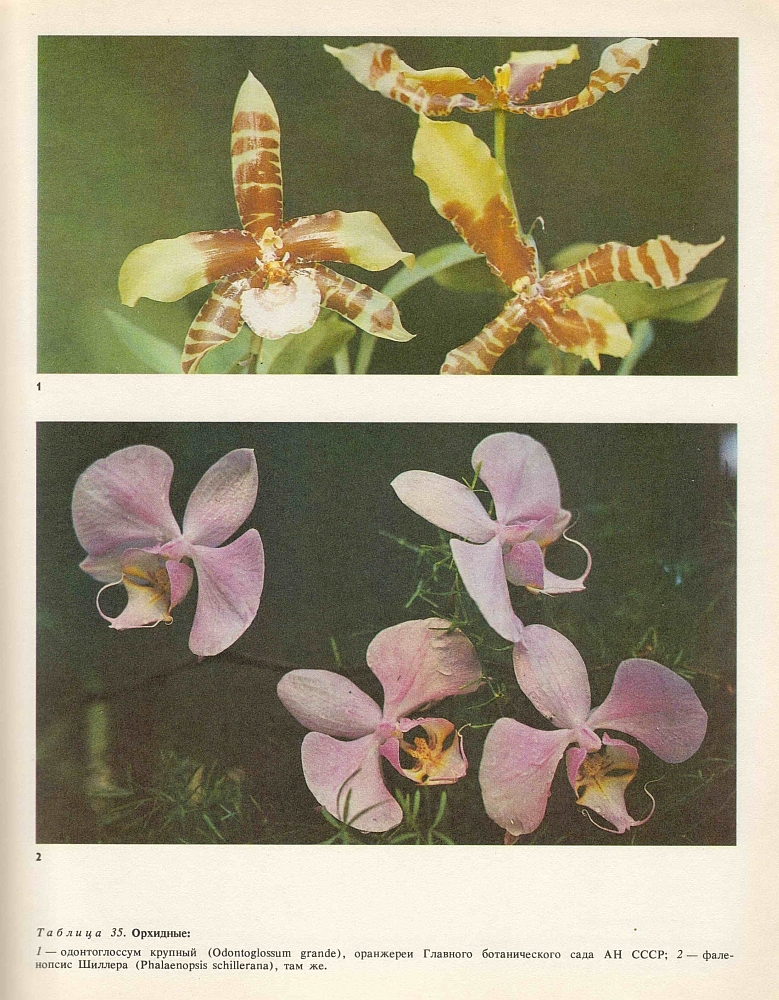 1
2
Таблица 35. Орхидные:
1 — одонтоглоссум крупный (Odontoglossum grande), оранжереи Главного ботанического сада АН СССР; 2 — фале-
нопсис Шиллера (Phalaenopsis schillerana), там же.